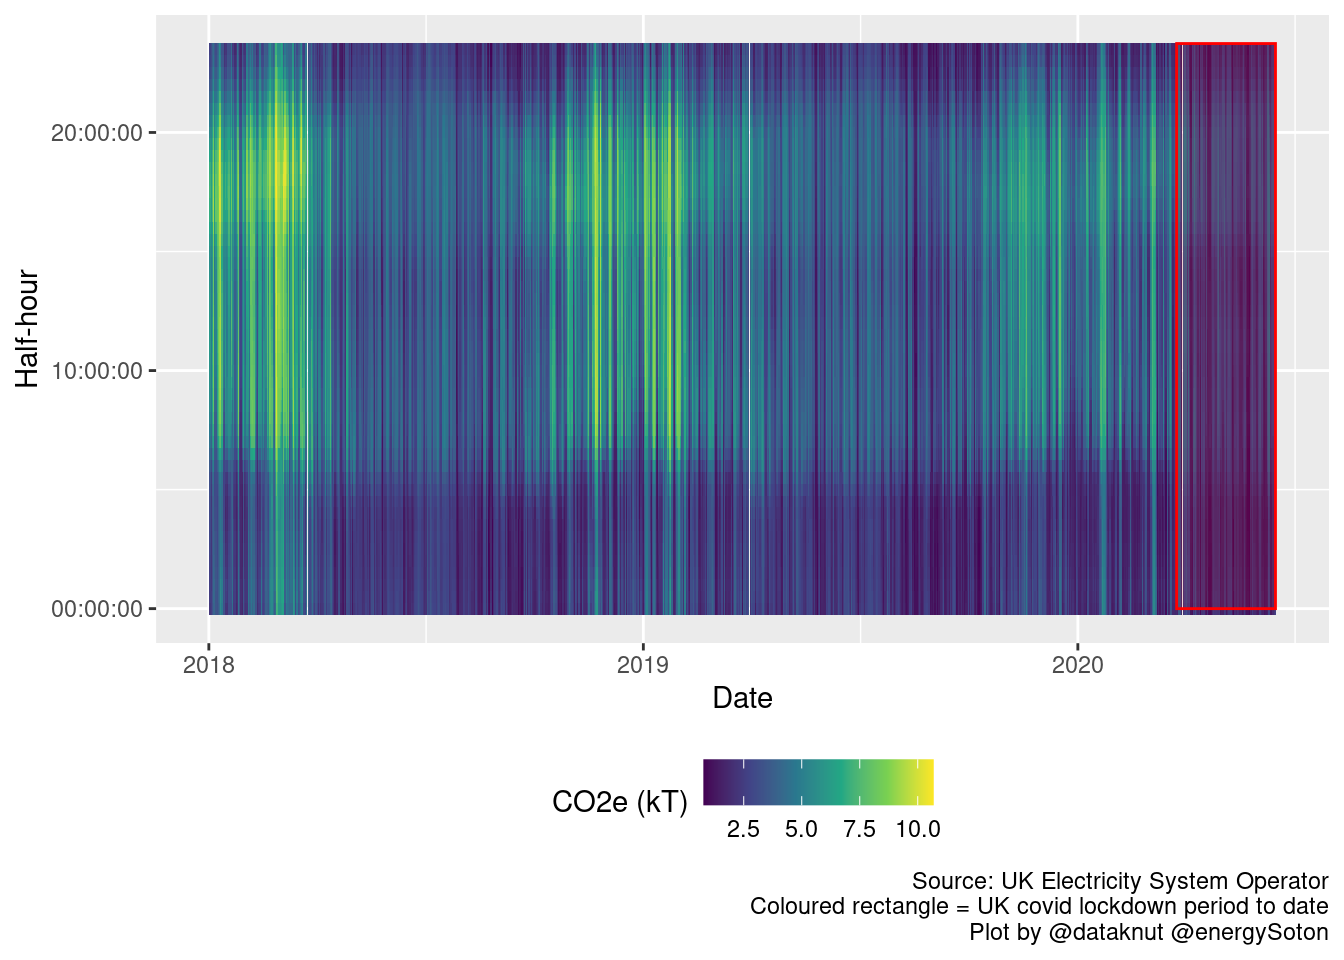 Half-hour
20:00:00
10:00:00
00:00:00
2018 2019 2020
Date
CO2e (kT)
2.5 5.0 7.5 10.0
Source: UK Electricity System Operator
Coloured rectangle = UK covid lockdown period to date
Plot by @dataknut @energySoton